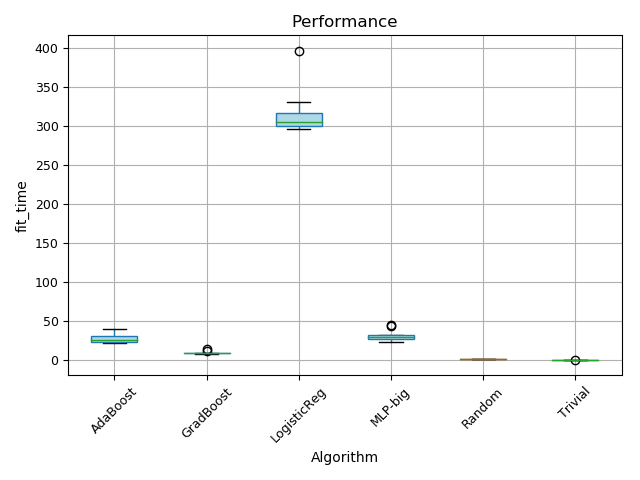 Performance
400
350
300
250
200
150
100
50
0
fit_time
AdaBoost
GradBoost
LogisticReg
MLP-big
Random
Trivial
Algorithm